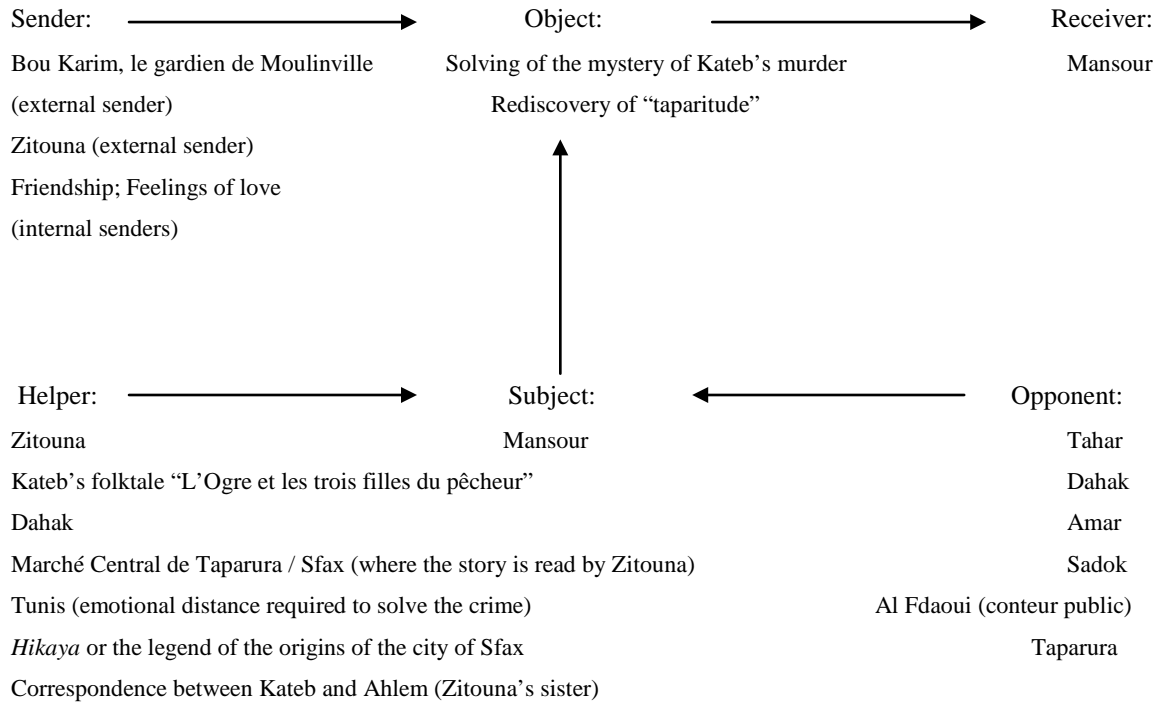 Sender: Object: Receiver:
Bou Karim, le gardien de Moulinville Solving of the mystery of Kateb’s murder Mansour
(external sender) Rediscovery of “taparitude”
Zitouna (external sender)
Friendship; Feelings of love
(internal senders)
Helper: Subject: Opponent:
Zitouna Mansour Tahar
Kateb’s folktale “L’Ogre et les trois filles du pêcheur” Dahak
Dahak Amar
Marché Central de Taparura / Sfax (where the story is read by Zitouna) Sadok
Tunis (emotional distance required to solve the crime) Al Fdaoui (conteur public)
Hikaya or the legend of the origins of the city of Sfax Taparura
Correspondence between Kateb and Ahlem (Zitouna’s sister)